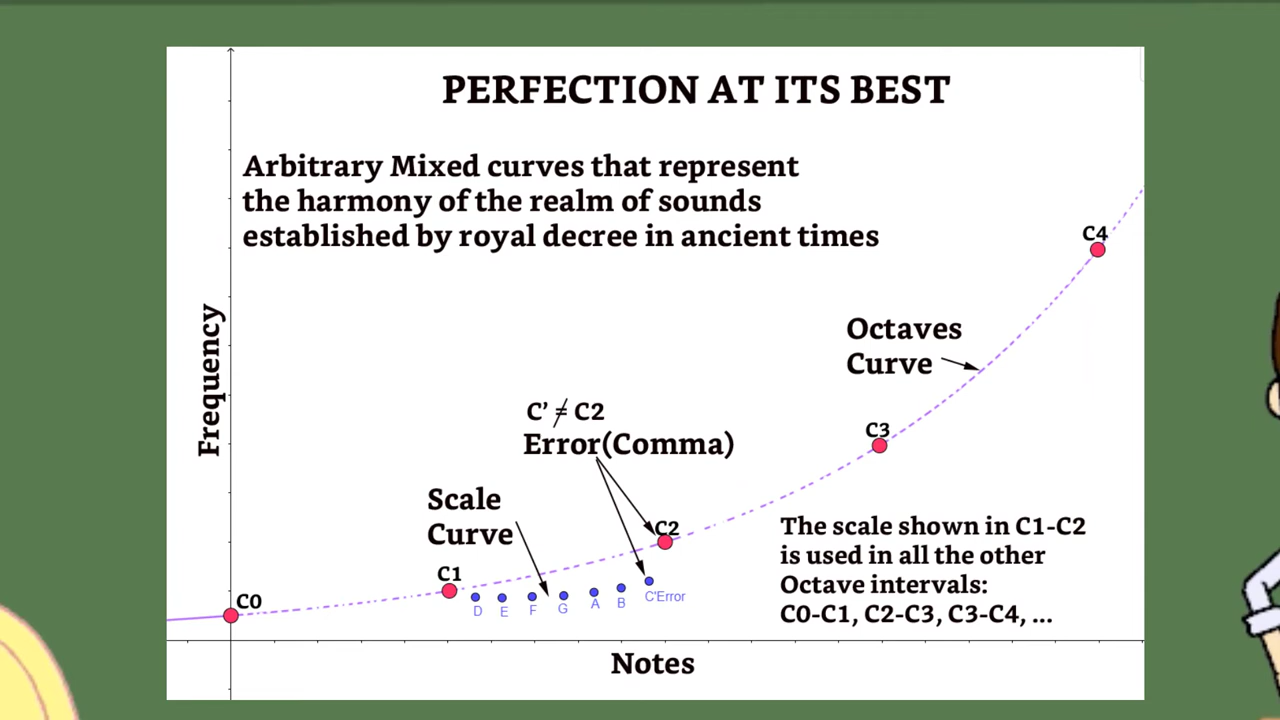 PERFECTION AT ITS BEST
Arbitrary Mixed curves that represent
the harmony of the realm of sounds
established by royal decree in ancient times
Frequency
C4
Octaves
Curve
C' ≠ C2
Error(Comma)
C3
Scale
Curve
C2
The scale shown in C1-C2
is used in all the other
Octave intervals:
C0-C1, C2-C3, C3-C4, ...
C1
C0
D E F G A B C'Error
Notes